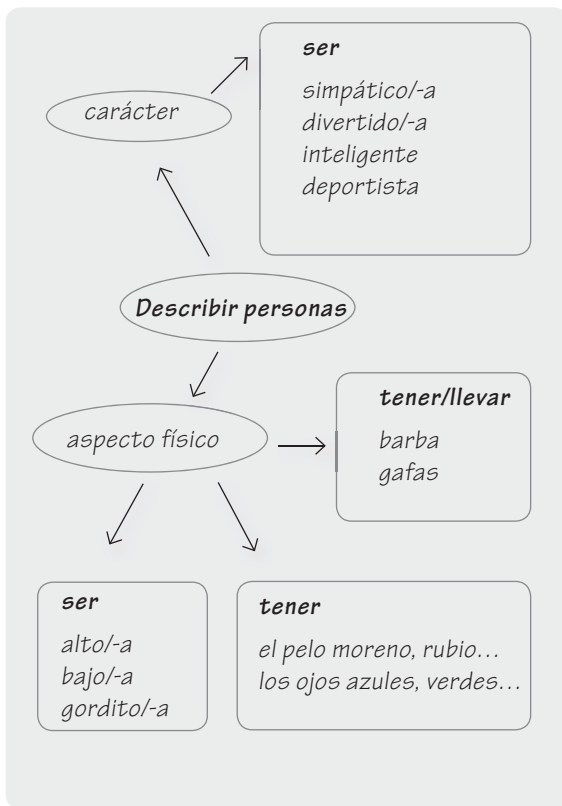 ser
simpático/-a
divertido/-a
inteligente
deportista
carácter
Describir personas
aspecto físico
tener/llevar
barba
gafas
ser
alto/-a
bajo/-a
gordito/-a
tener
el pelo moreno, rubio...
los ojos azules, verdes...